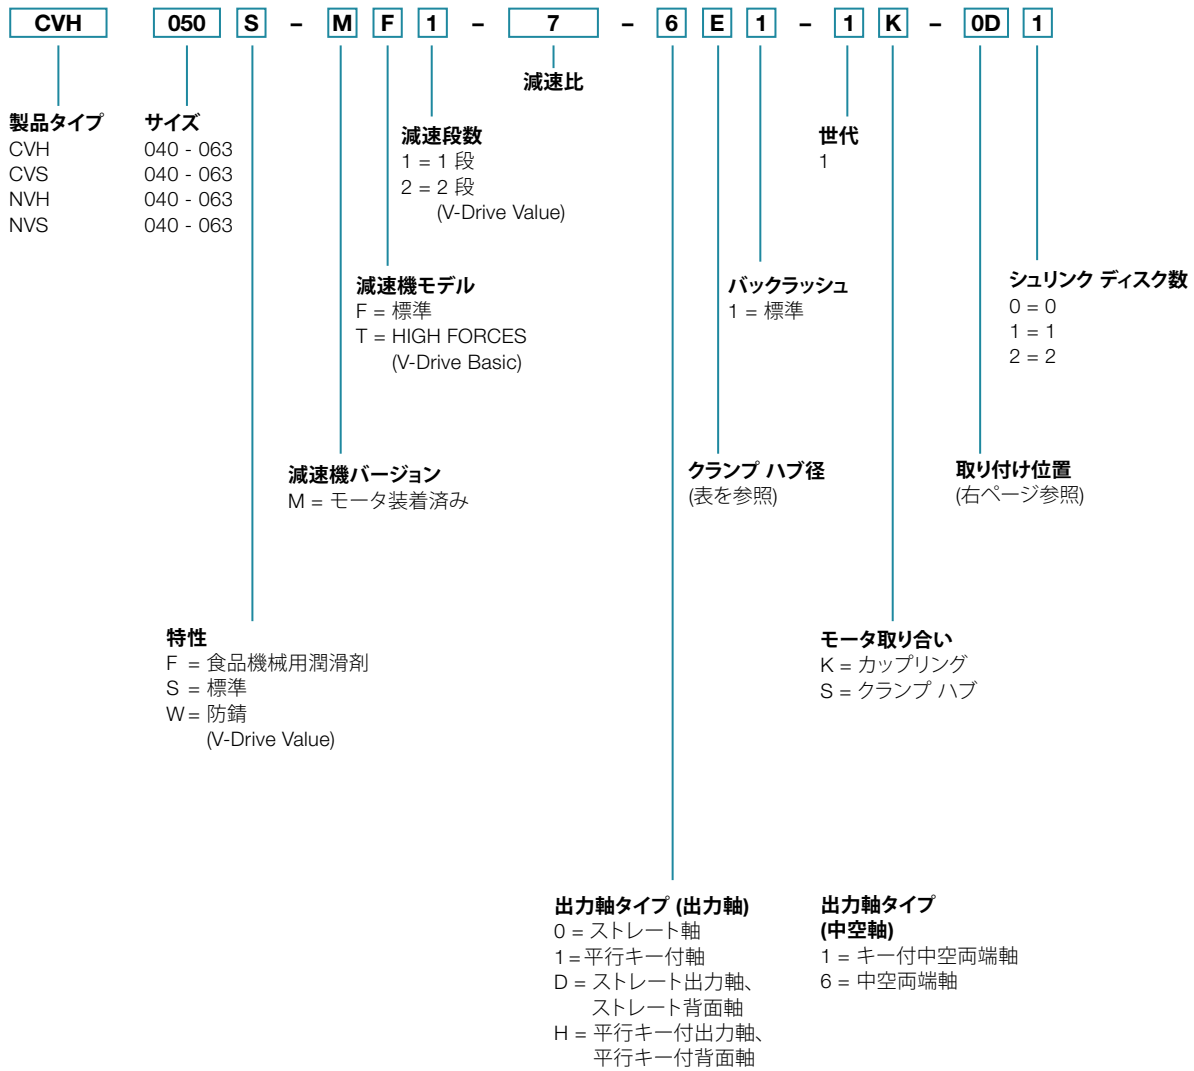 CVH 050 S – M F 1 – 7 – 6 E 1 – 1 K – 0D 1
減速比
製品タイプ
CVH
CVS
NVH
NVS
サイズ
040 - 063
040 - 063
040 - 063
040 - 063
減速段数
1 = 1 段
2 = 2 段
(V-Drive Value)
世代
1
減速機モデル
F = 標準
T = HIGH FORCES
(V-Drive Basic)
バックラッシュ
1 = 標準
シュリンク ディスク数
0 = 0
1 = 1
2 = 2
減速機バージョン
M = モータ装着済み
クランプ ハブ径
(表を参照)
取り付け位置
(右ページ参照)
特性
F = 食品機械用潤滑剤
S = 標準
W = 防錆
(V-Drive Value)
モータ取り合い
K = カップリング
S = クランプ ハブ
出力軸タイプ (出力軸)
0 = ストレート軸
1 = 平行キー付軸
D = ストレート出力軸、
ストレート背面軸
H = 平行キー付出力軸、
平行キー付背面軸
出力軸タイプ
(中空軸)
1 = キー付中空両端軸
6 = 中空両端軸